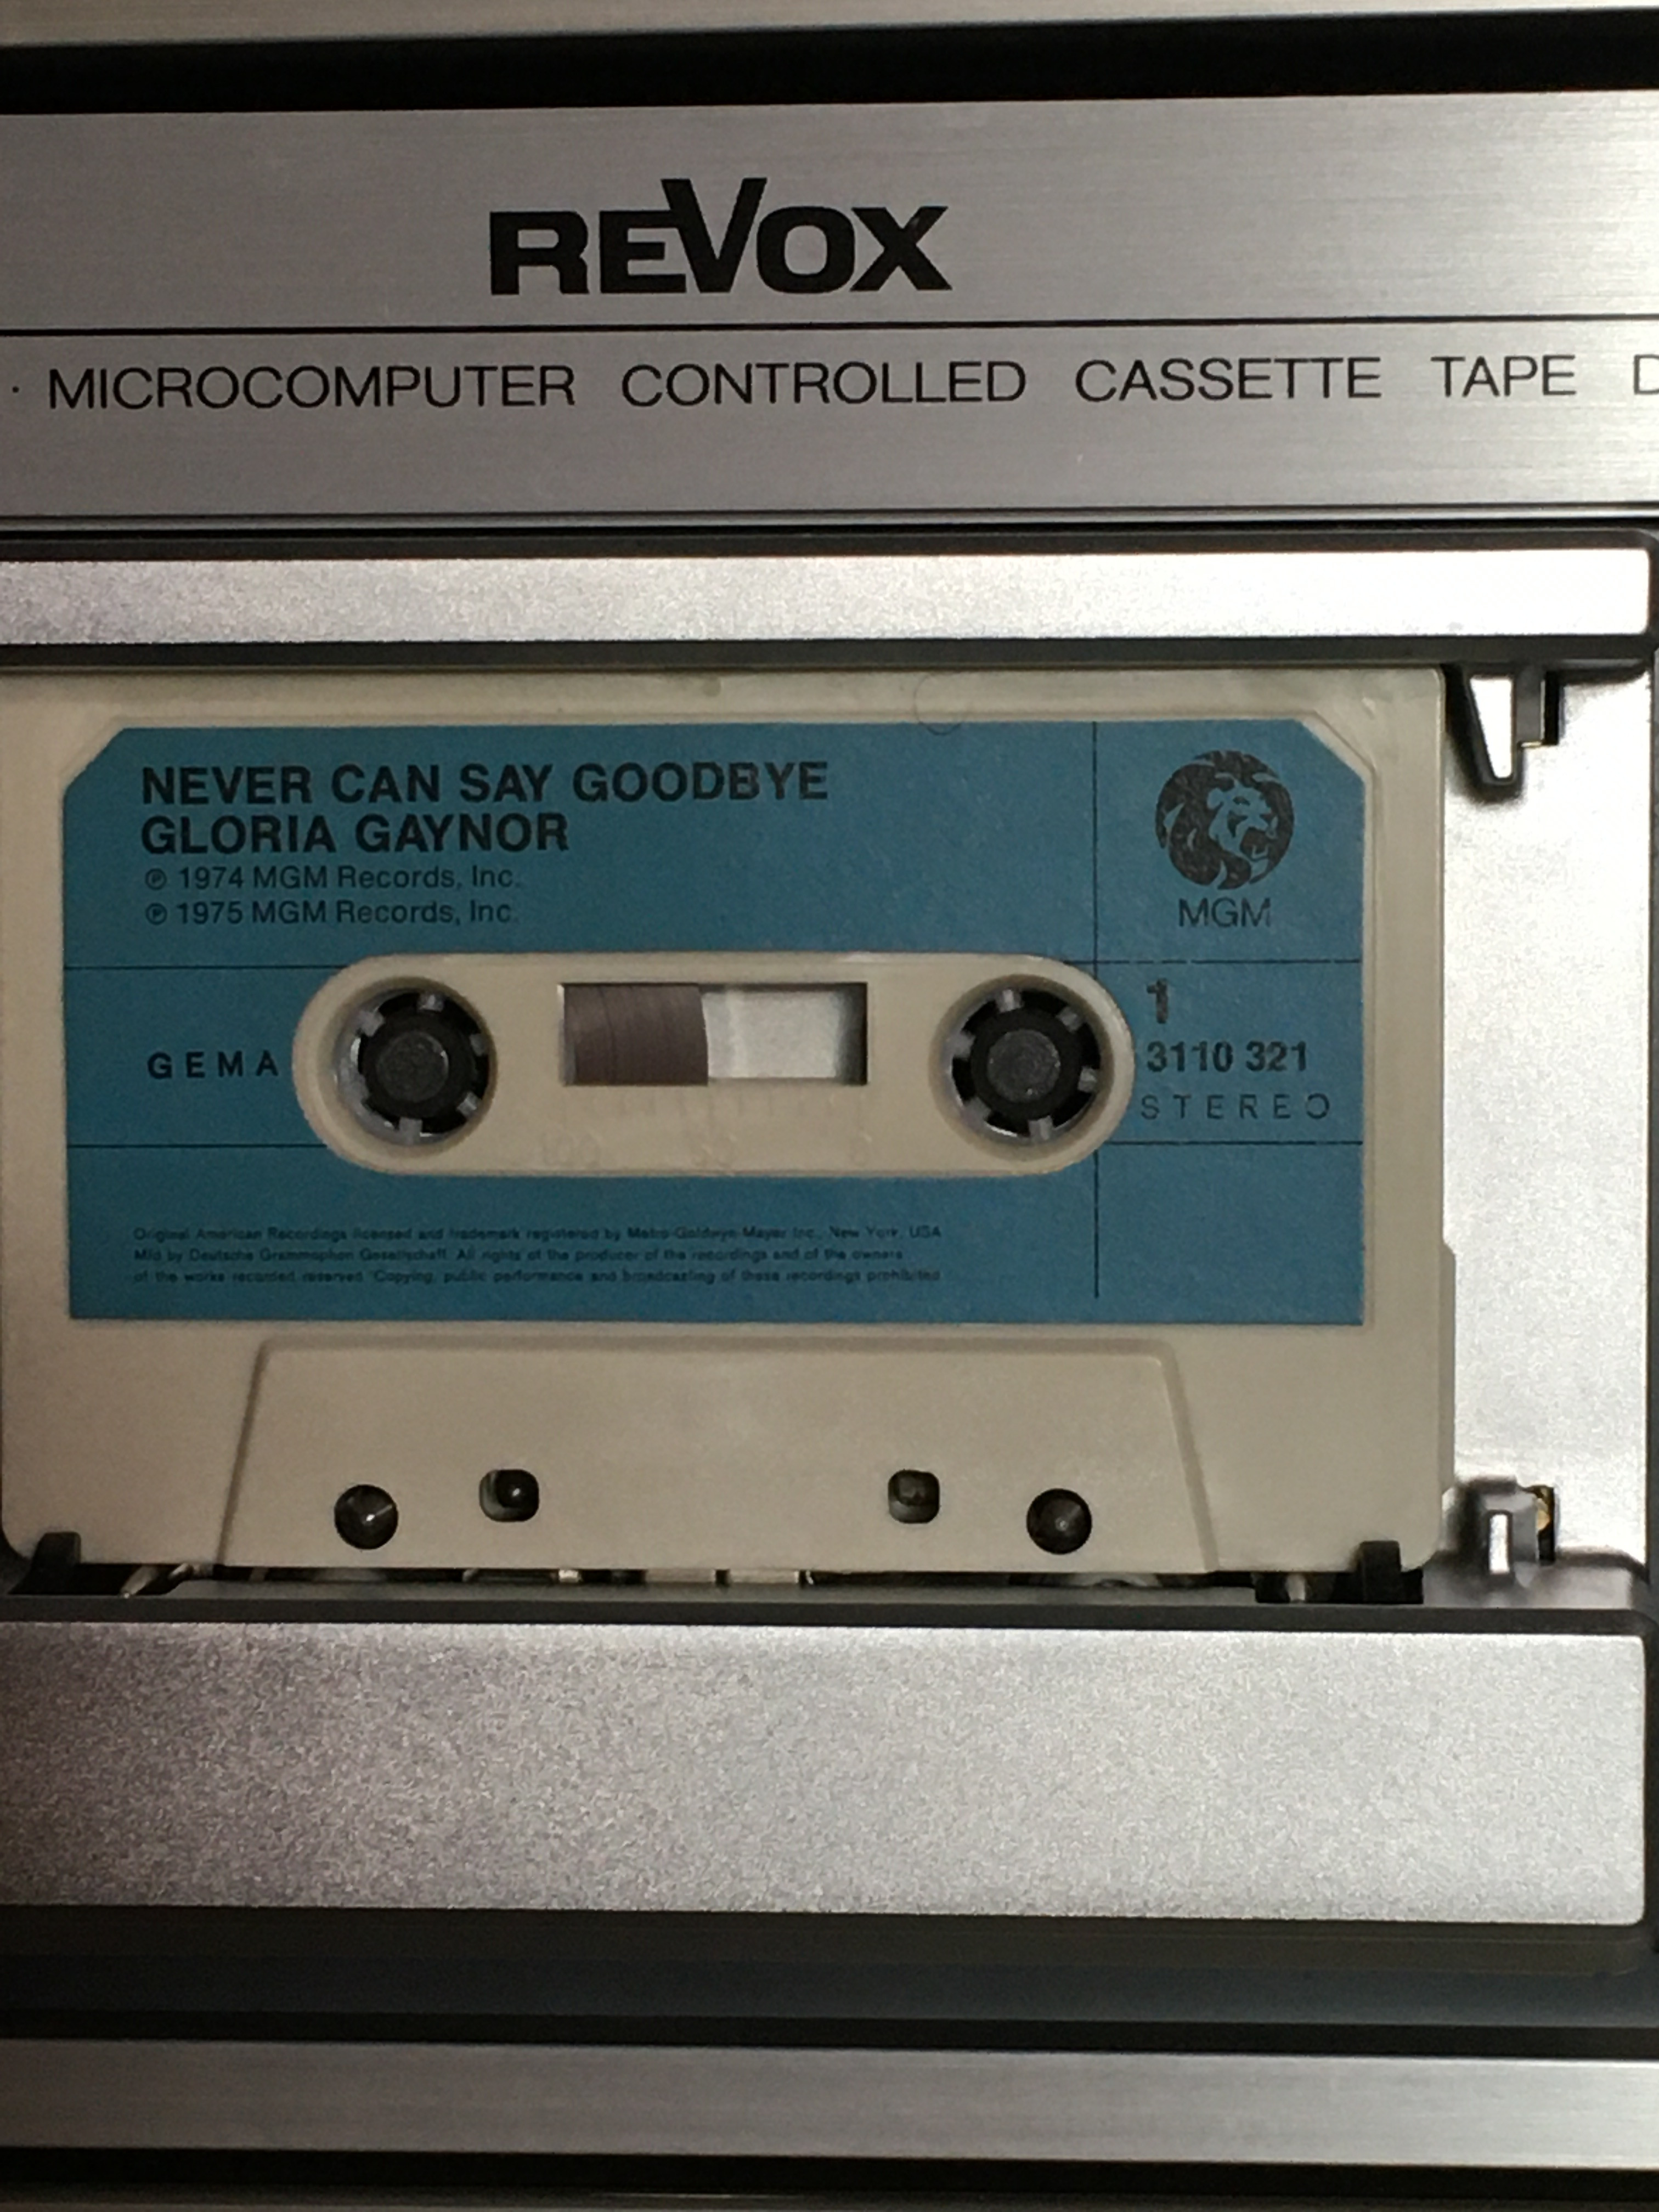 REVOX
· MICROCOMPUTER CONTROLLED CASSETTE TAPE D
NEVER CAN SAY GOODBYE
GLORIA GAYNOR
℗ 1974 MGM Records, Inc.
℗ 1975 MGM Records, Inc.
MGM
GEMA
1
3110 321
STEREO
100 50 0
Original American Recordings licensed and trademark registered by Metro-Goldwyn-Mayer Inc., New York, USA
Mfd by Deutsche Grammophon Gesellschaft. All rights of the producer of the recordings and of the owners
of the works recorded reserved. Copying, public performance and broadcasting of these recordings prohibited